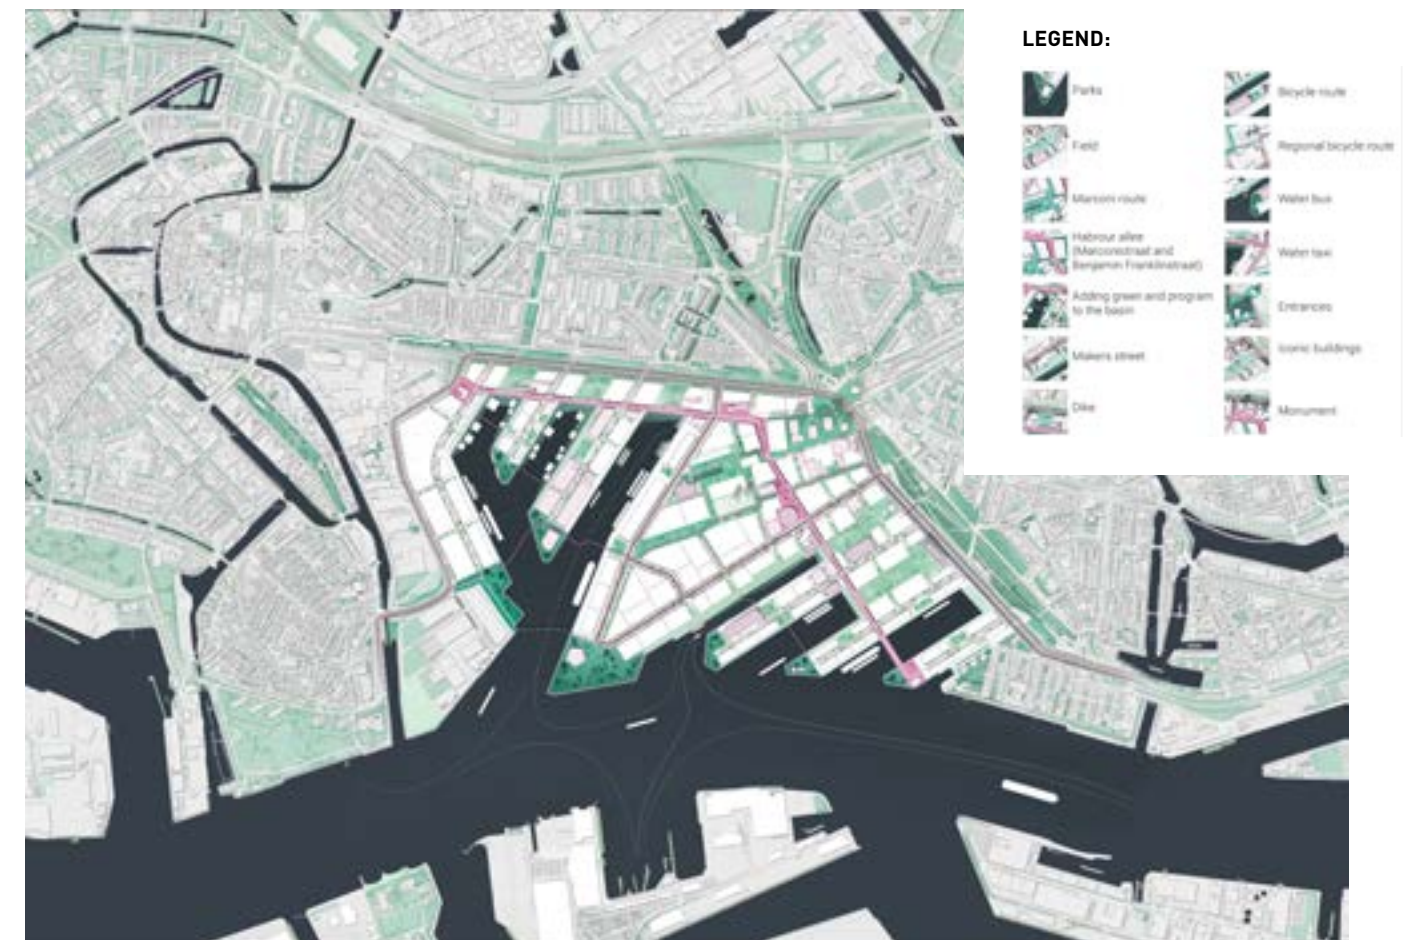 LEGEND:
Parks
Field
Marconi route
Habrour allee
(Marconistraat and
Benjamin Franklinstraat)
Adding green and program
to the basin
Makers street
Dike
Bicycle route
Regional bicycle route
Water bus
Water taxi
Entrances
Iconic buildings
Monument